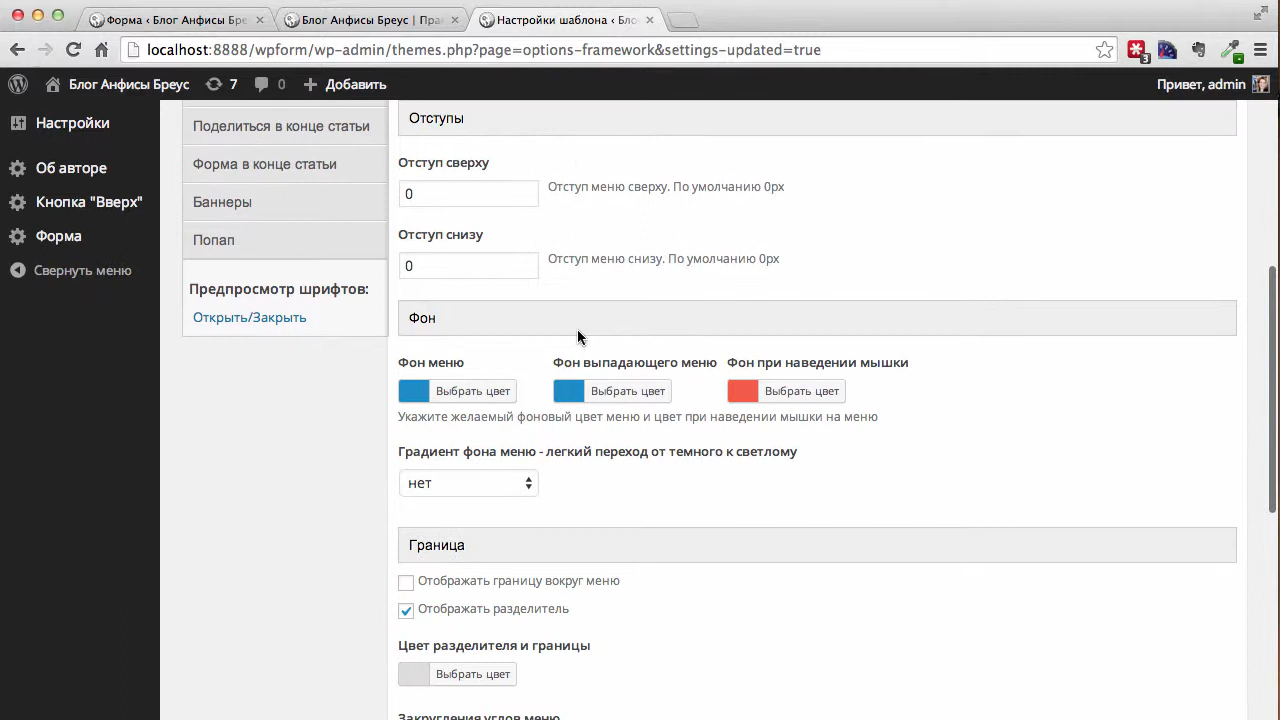 Форма ‹ Блог Анфисы Бре
Блог Анфисы Бреус | Пра
Настройки шаблона ‹ Бло
localhost:8888/wpform/wp-admin/themes.php?page=options-framework&settings-updated=true
3
Блог Анфисы Бреус
7
0
Добавить
Привет, admin
Настройки
Об авторе
Кнопка "Вверх"
Форма
Свернуть меню
Поделиться в конце статьи
Форма в конце статьи
Баннеры
Попап
Предпросмотр шрифтов:
Открыть/Закрыть
Отступы
Отступ сверху
0
Отступ меню сверху. По умолчанию 0px
Отступ снизу
0
Отступ меню снизу. По умолчанию 0px
Фон
Фон меню
Фон выпадающего меню
Фон при наведении мышки
Выбрать цвет
Выбрать цвет
Выбрать цвет
Укажите желаемый фоновый цвет меню и цвет при наведении мышки на меню
Градиент фона меню - легкий переход от темного к светлому
нет
Граница
Отображать границу вокруг меню
Отображать разделитель
Цвет разделителя и границы
Выбрать цвет
Закругления углов меню